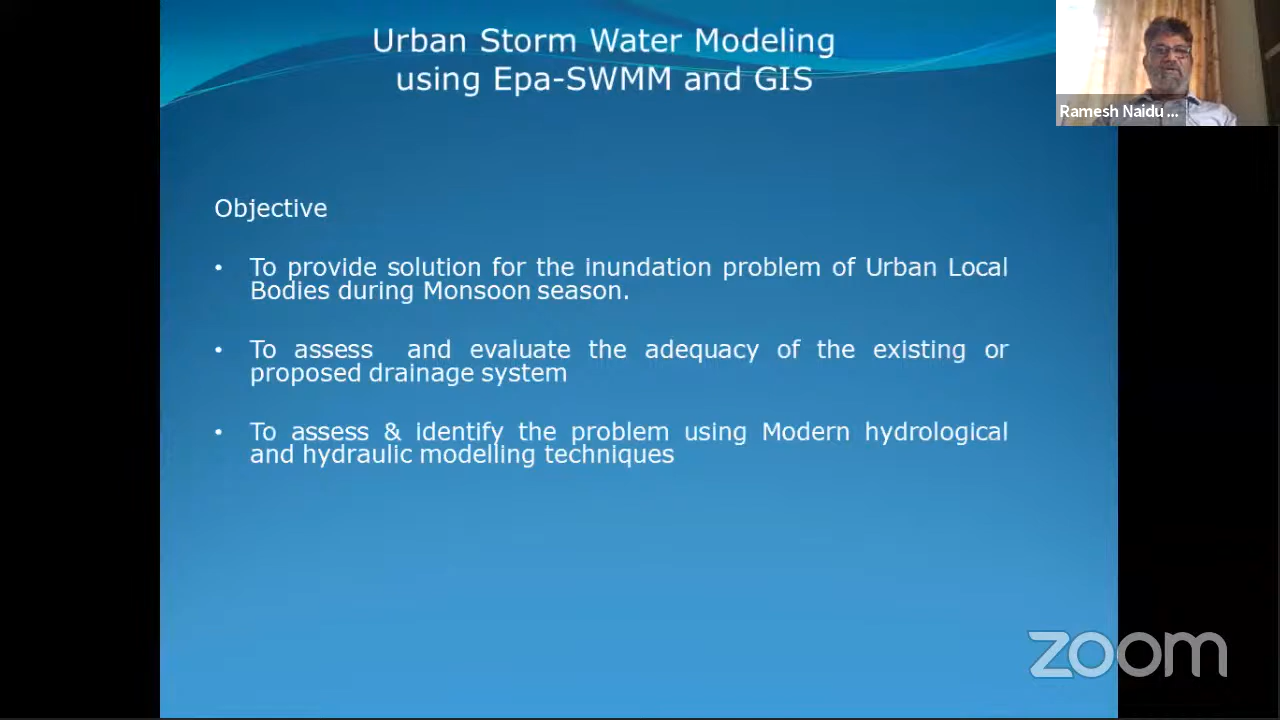 Urban Storm Water Modeling
using Epa-SWMM and GIS
Ramesh Naidu ...
Objective
• To provide solution for the inundation problem of Urban Local
Bodies during Monsoon season.
• To assess and evaluate the adequacy of the existing or
proposed drainage system
• To assess & identify the problem using Modern hydrological
and hydraulic modelling techniques
zoom